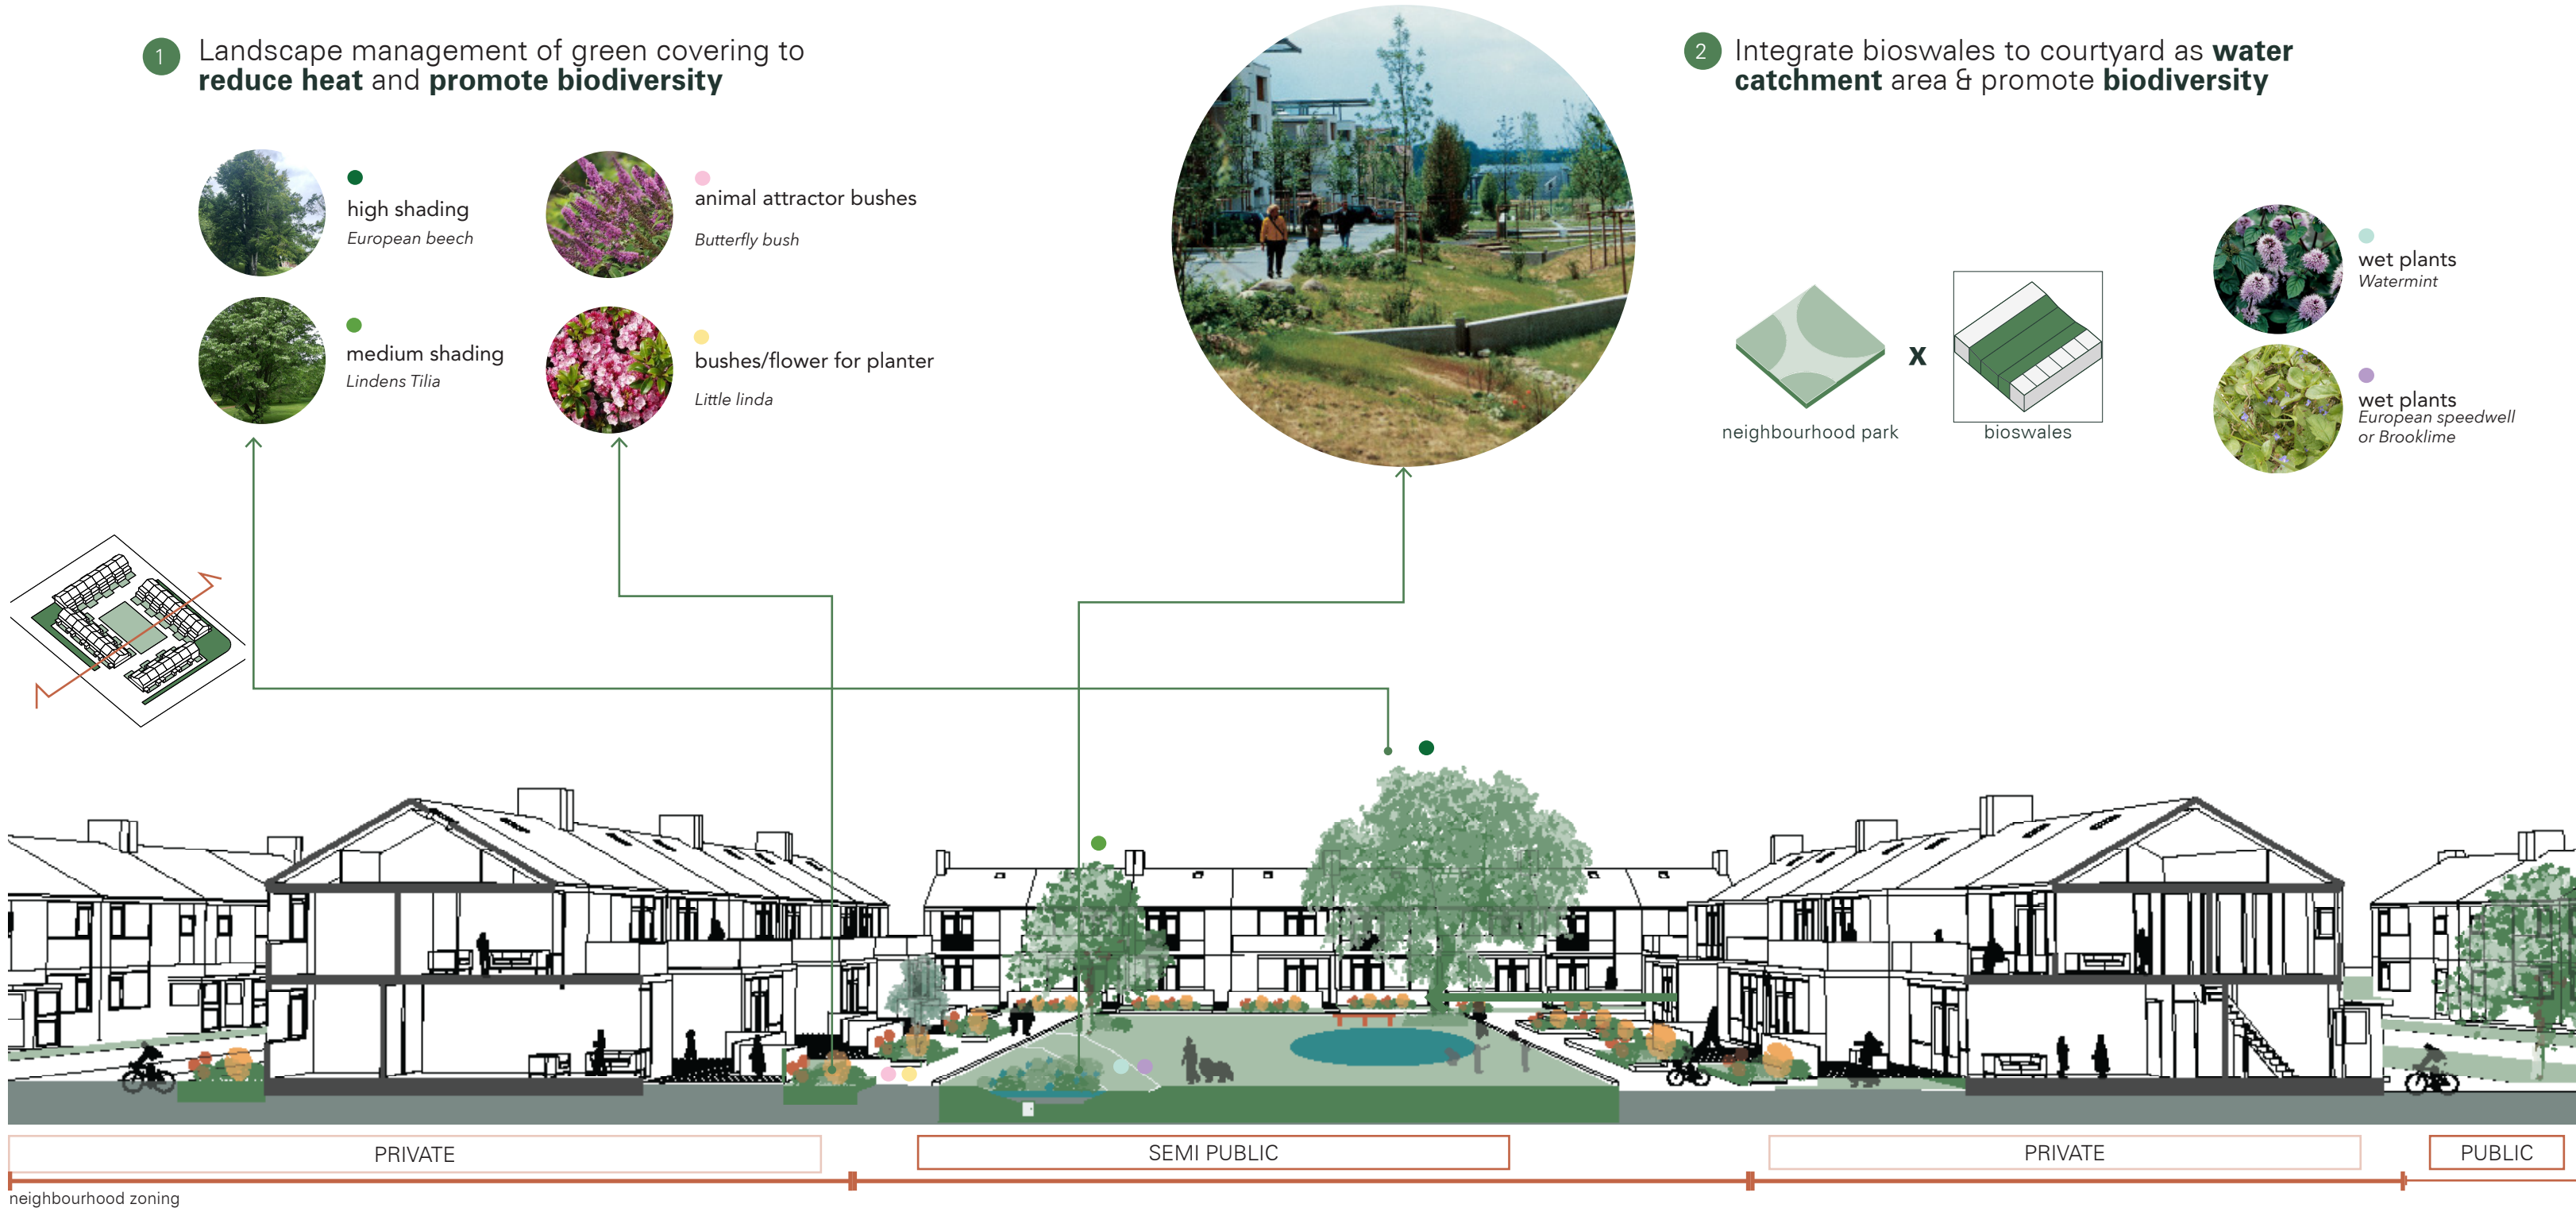 1
Landscape management of green covering to
reduce heat and promote biodiversity
high shading
European beech
medium shading
Lindens Tilia
animal attractor bushes
Butterfly bush
bushes/flower for planter
Little linda
2
Integrate bioswales to courtyard as water
catchment area & promote biodiversity
neighbourhood park
x
bioswales
wet plants
Watermint
wet plants
European speedwell
or Brooklime
PRIVATE
SEMI PUBLIC
PRIVATE
PUBLIC
neighbourhood zoning